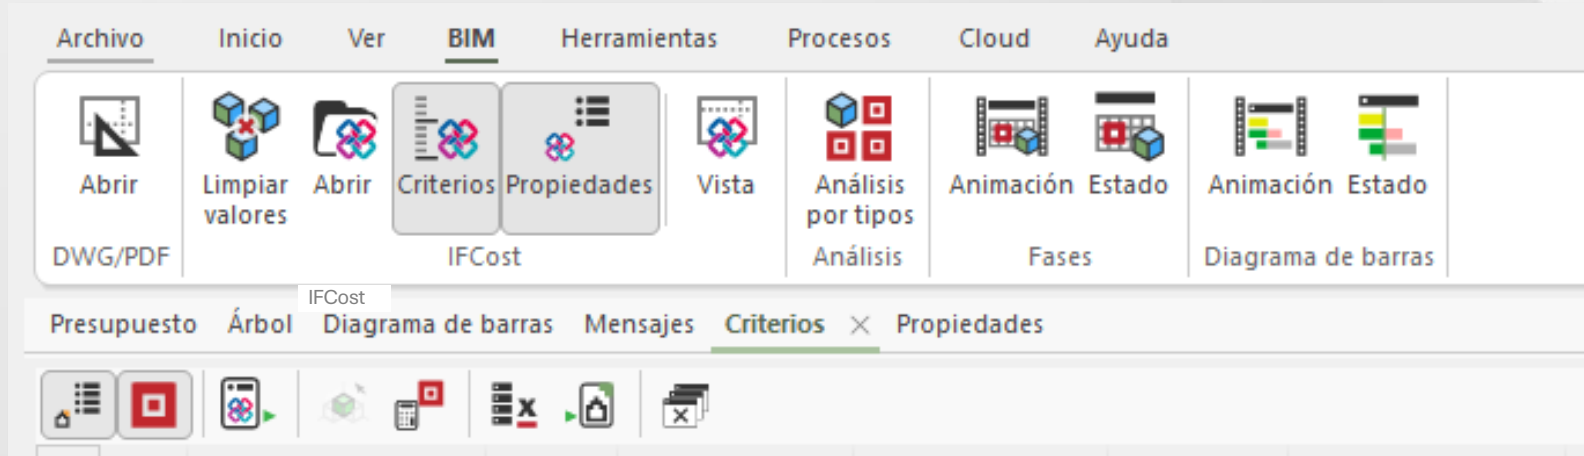 Archivo Inicio Ver BIM Herramientas Procesos Cloud Ayuda
Abrir Limpiar valores Abrir Criterios Propiedades Vista Análisis por tipos Animación Estado Animación Estado
DWG/PDF IFCost Análisis Fases Diagrama de barras
IFCost
Presupuesto Árbol Diagrama de barras Mensajes Criterios Propiedades